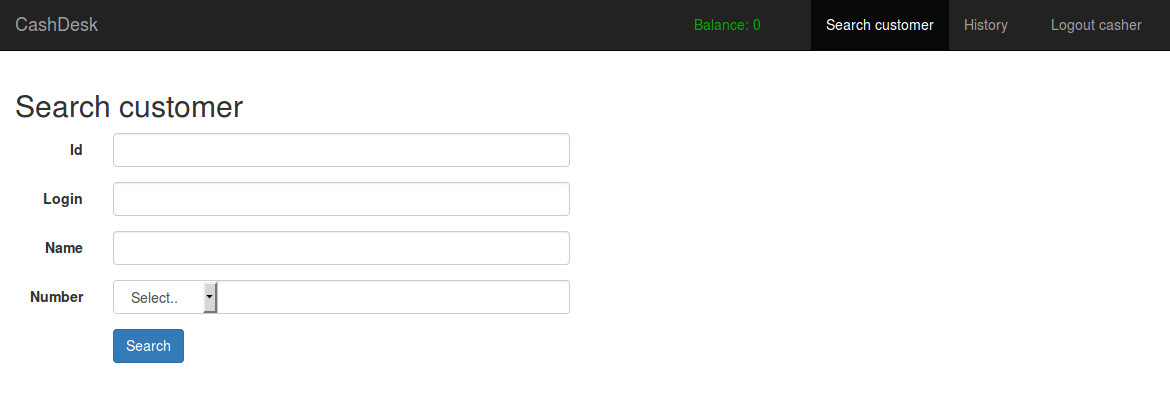 CashDesk Balance: 0 Search customer History Logout casher
Search customer
Id
Login
Name
Number Select..
Search